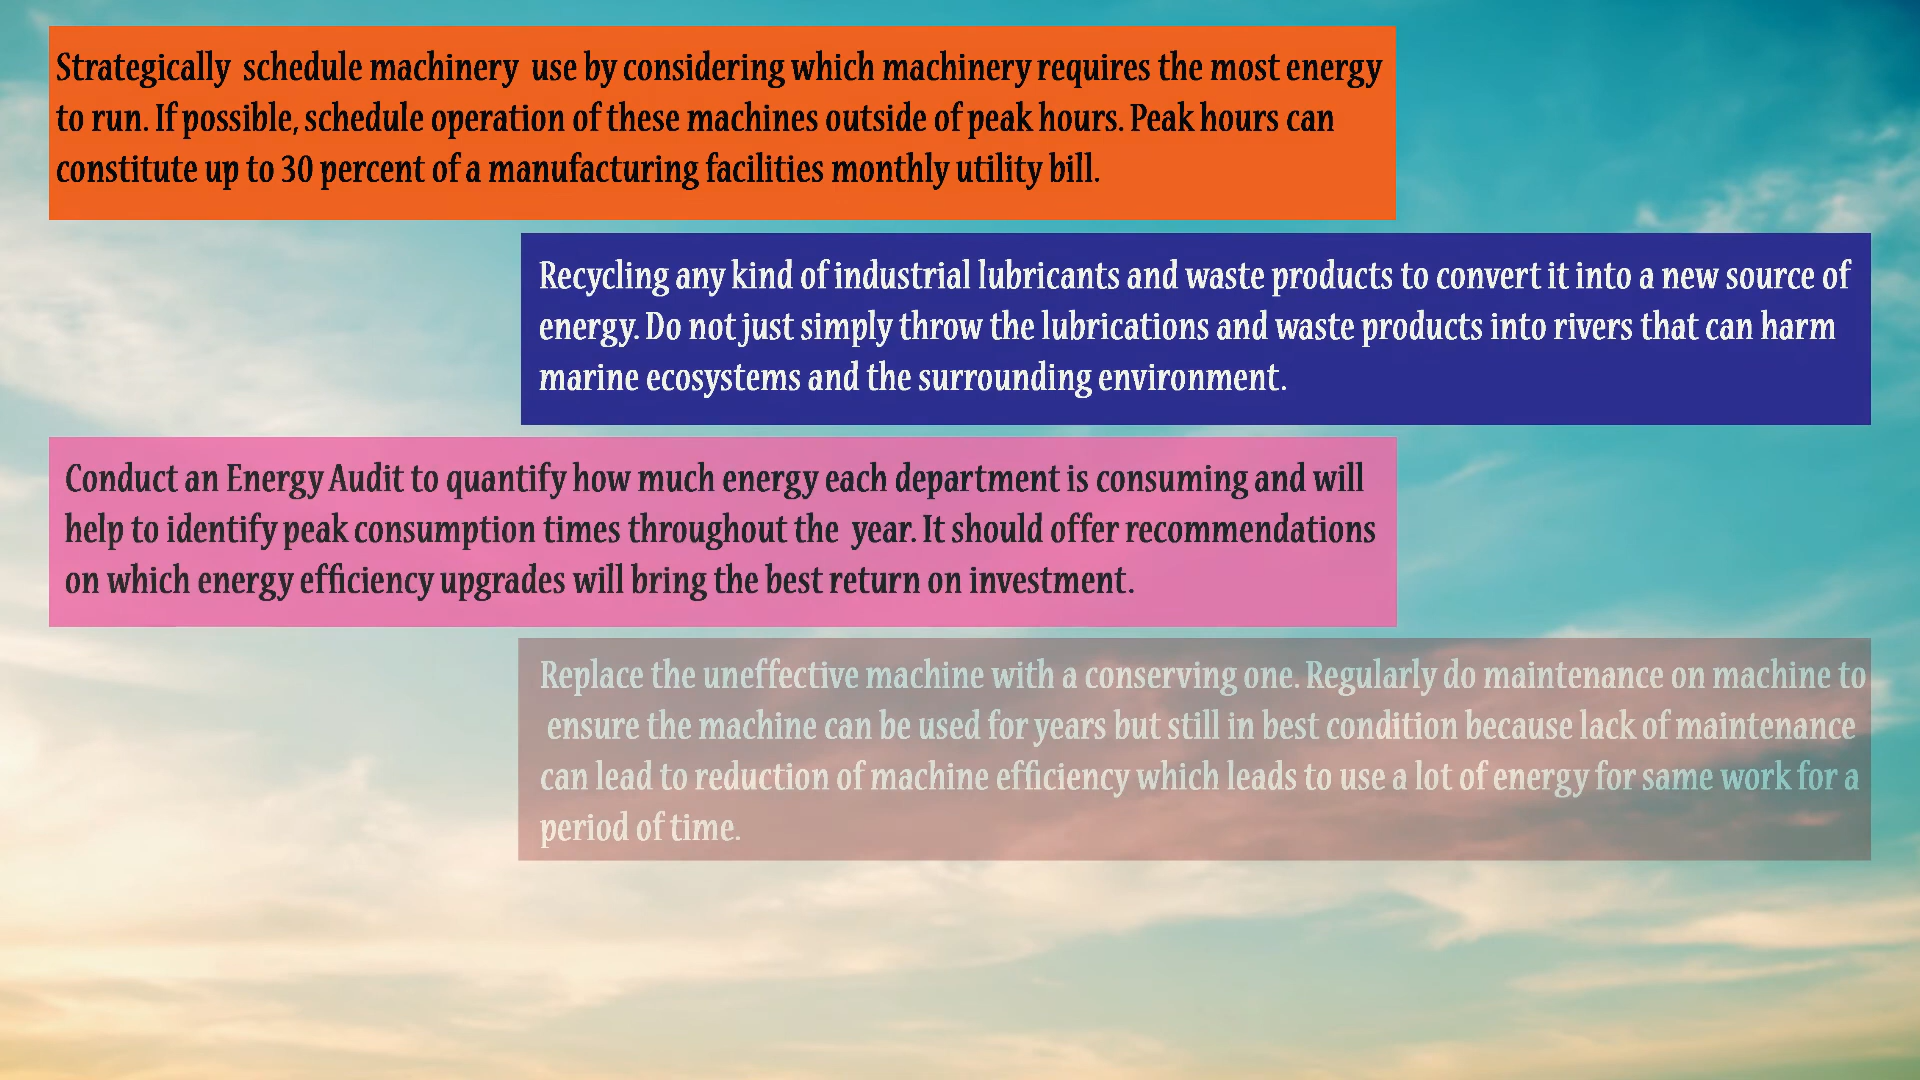 Strategically schedule machinery use by considering which machinery requires the most energy
to run. If possible, schedule operation of these machines outside of peak hours. Peak hours can
constitute up to 30 percent of a manufacturing facilities monthly utility bill.
Recycling any kind of industrial lubricants and waste products to convert it into a new source of
energy. Do not just simply throw the lubrications and waste products into rivers that can harm
marine ecosystems and the surrounding environment.
Conduct an Energy Audit to quantify how much energy each department is consuming and will
help to identify peak consumption times throughout the year. It should offer recommendations
on which energy efficiency upgrades will bring the best return on investment.
Replace the uneffective machine with a conserving one. Regularly do maintenance on machine to
ensure the machine can be used for years but still in best condition because lack of maintenance
can lead to reduction of machine efficiency which leads to use a lot of energy for same work for a
period of time.